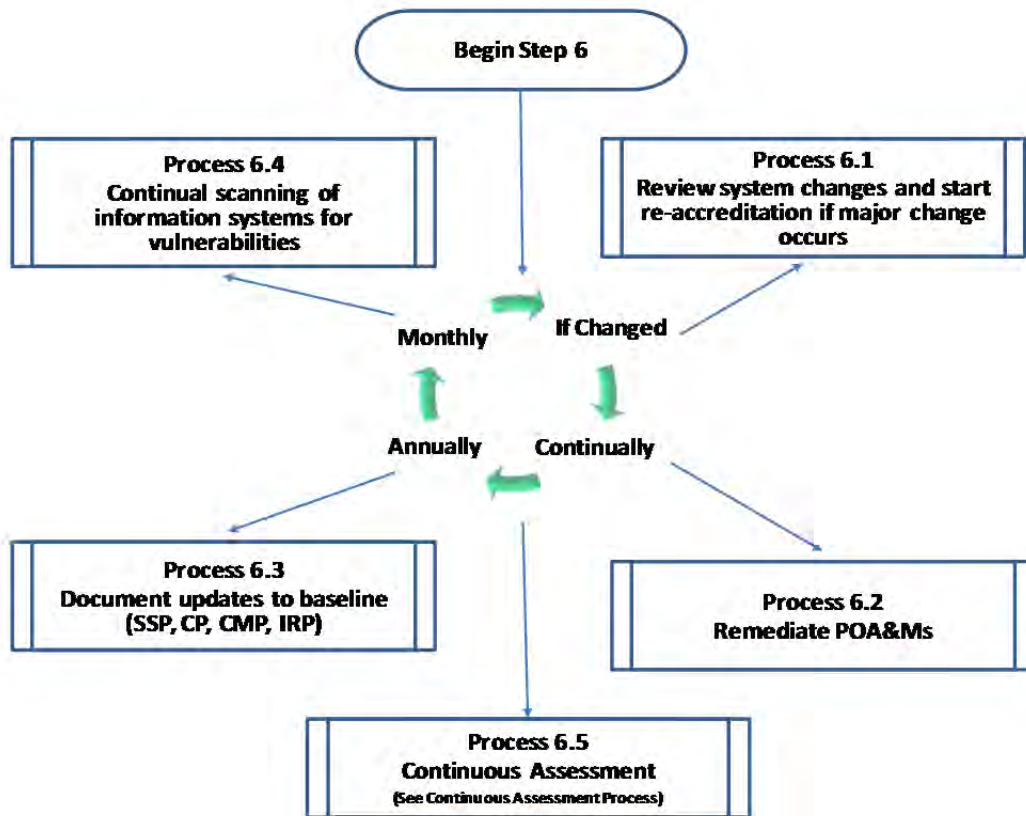 Begin Step 6
Process 6.4
Continual scanning of
information systems for
vulnerabilities
Process 6.1
Review system changes and start
re-accreditation if major change
occurs
Monthly
If Changed
Annually
Continually
Process 6.3
Document updates to baseline
(SSP, CP, CMP, IRP)
Process 6.2
Remediate POA&Ms
Process 6.5
Continuous Assessment
(See Continuous Assessment Process)